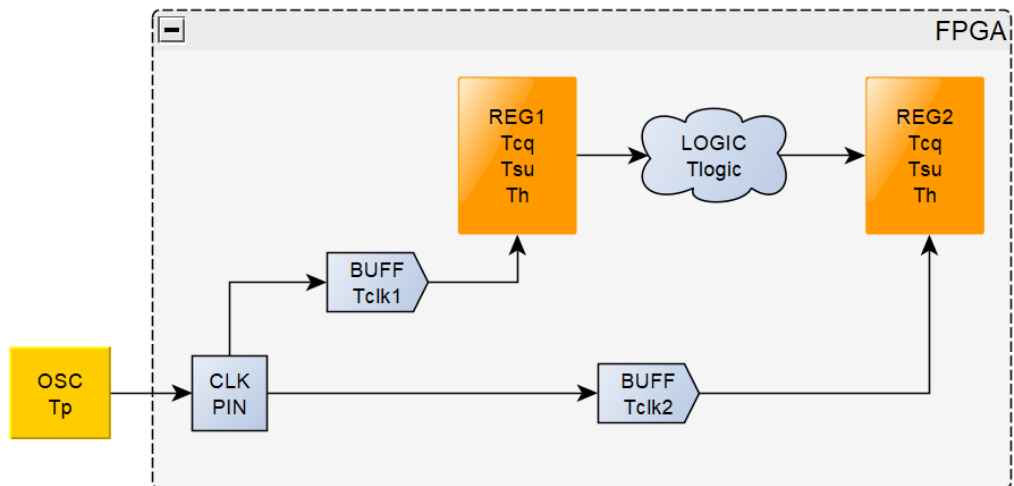 FPGA
REG1
Tcq
Tsu
Th
LOGIC
Tlogic
REG2
Tcq
Tsu
Th
BUFF
Tclk1
OSC
Tp
CLK
PIN
BUFF
Tclk2